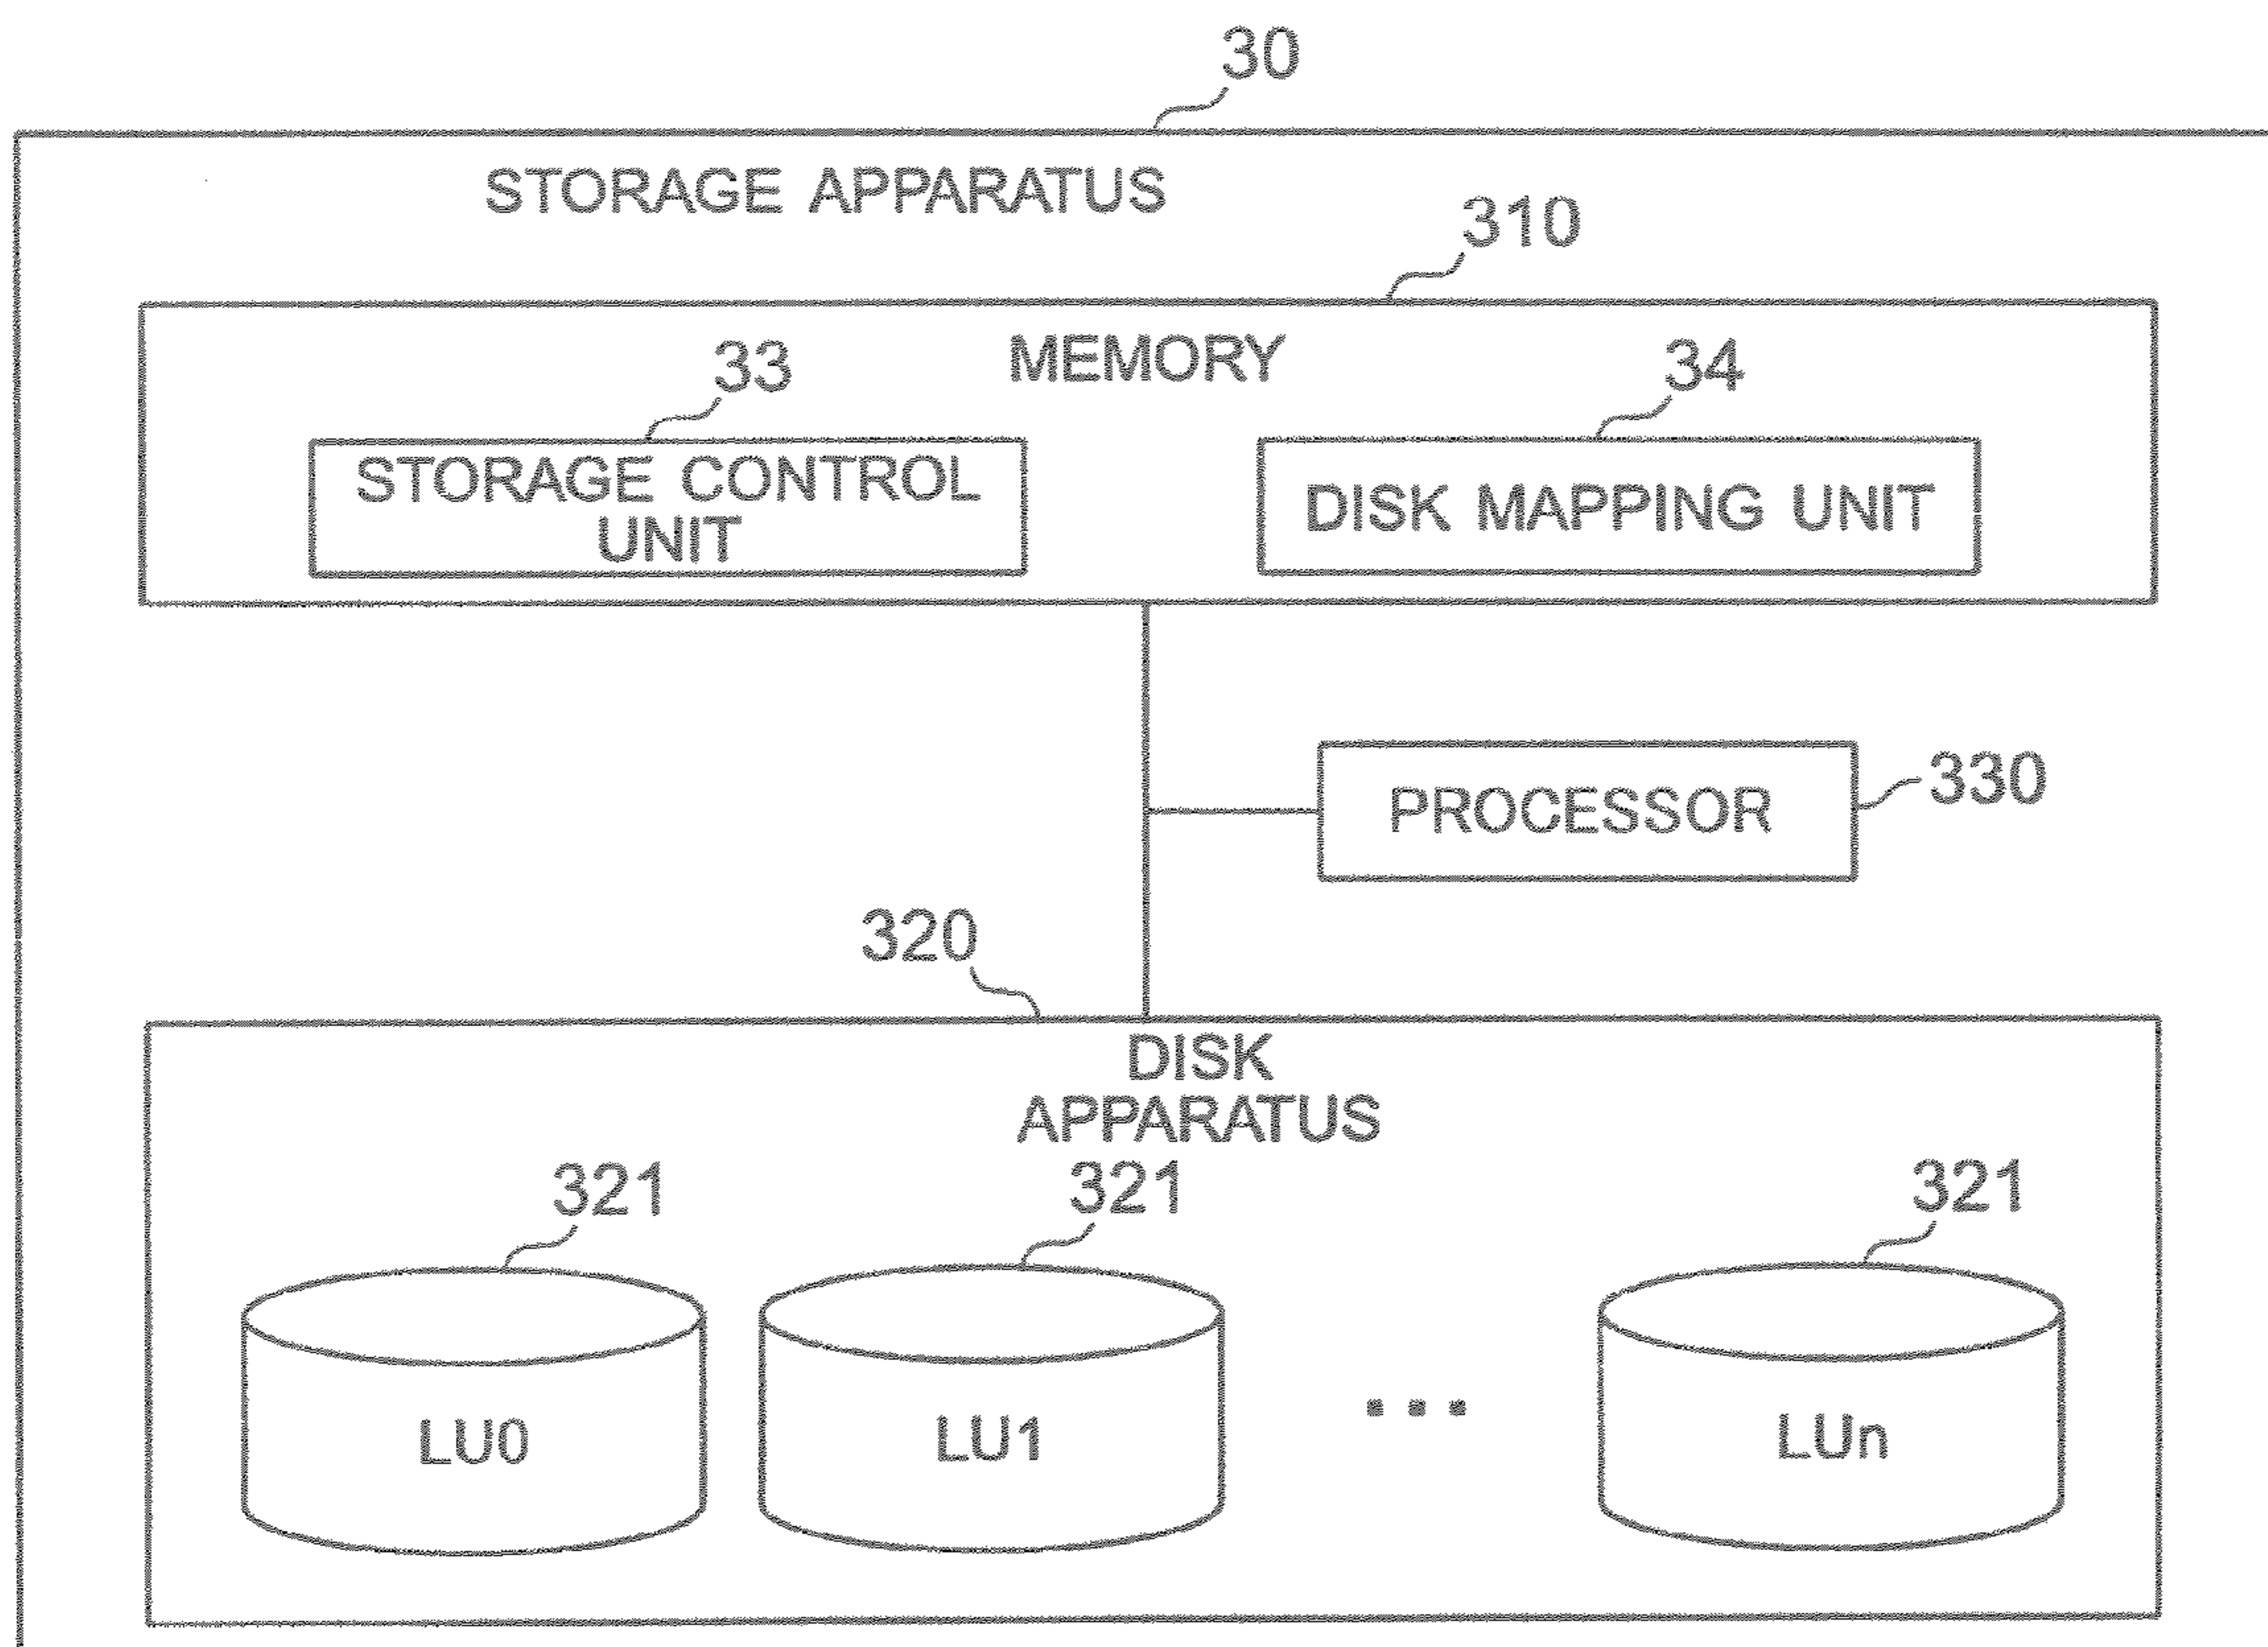 30
STORAGE APPARATUS
310
MEMORY
33
34
STORAGE CONTROL
UNIT
DISK MAPPING UNIT
PROCESSOR
330
320
DISK
APPARATUS
321
321
321
LU0
LU1
LUn